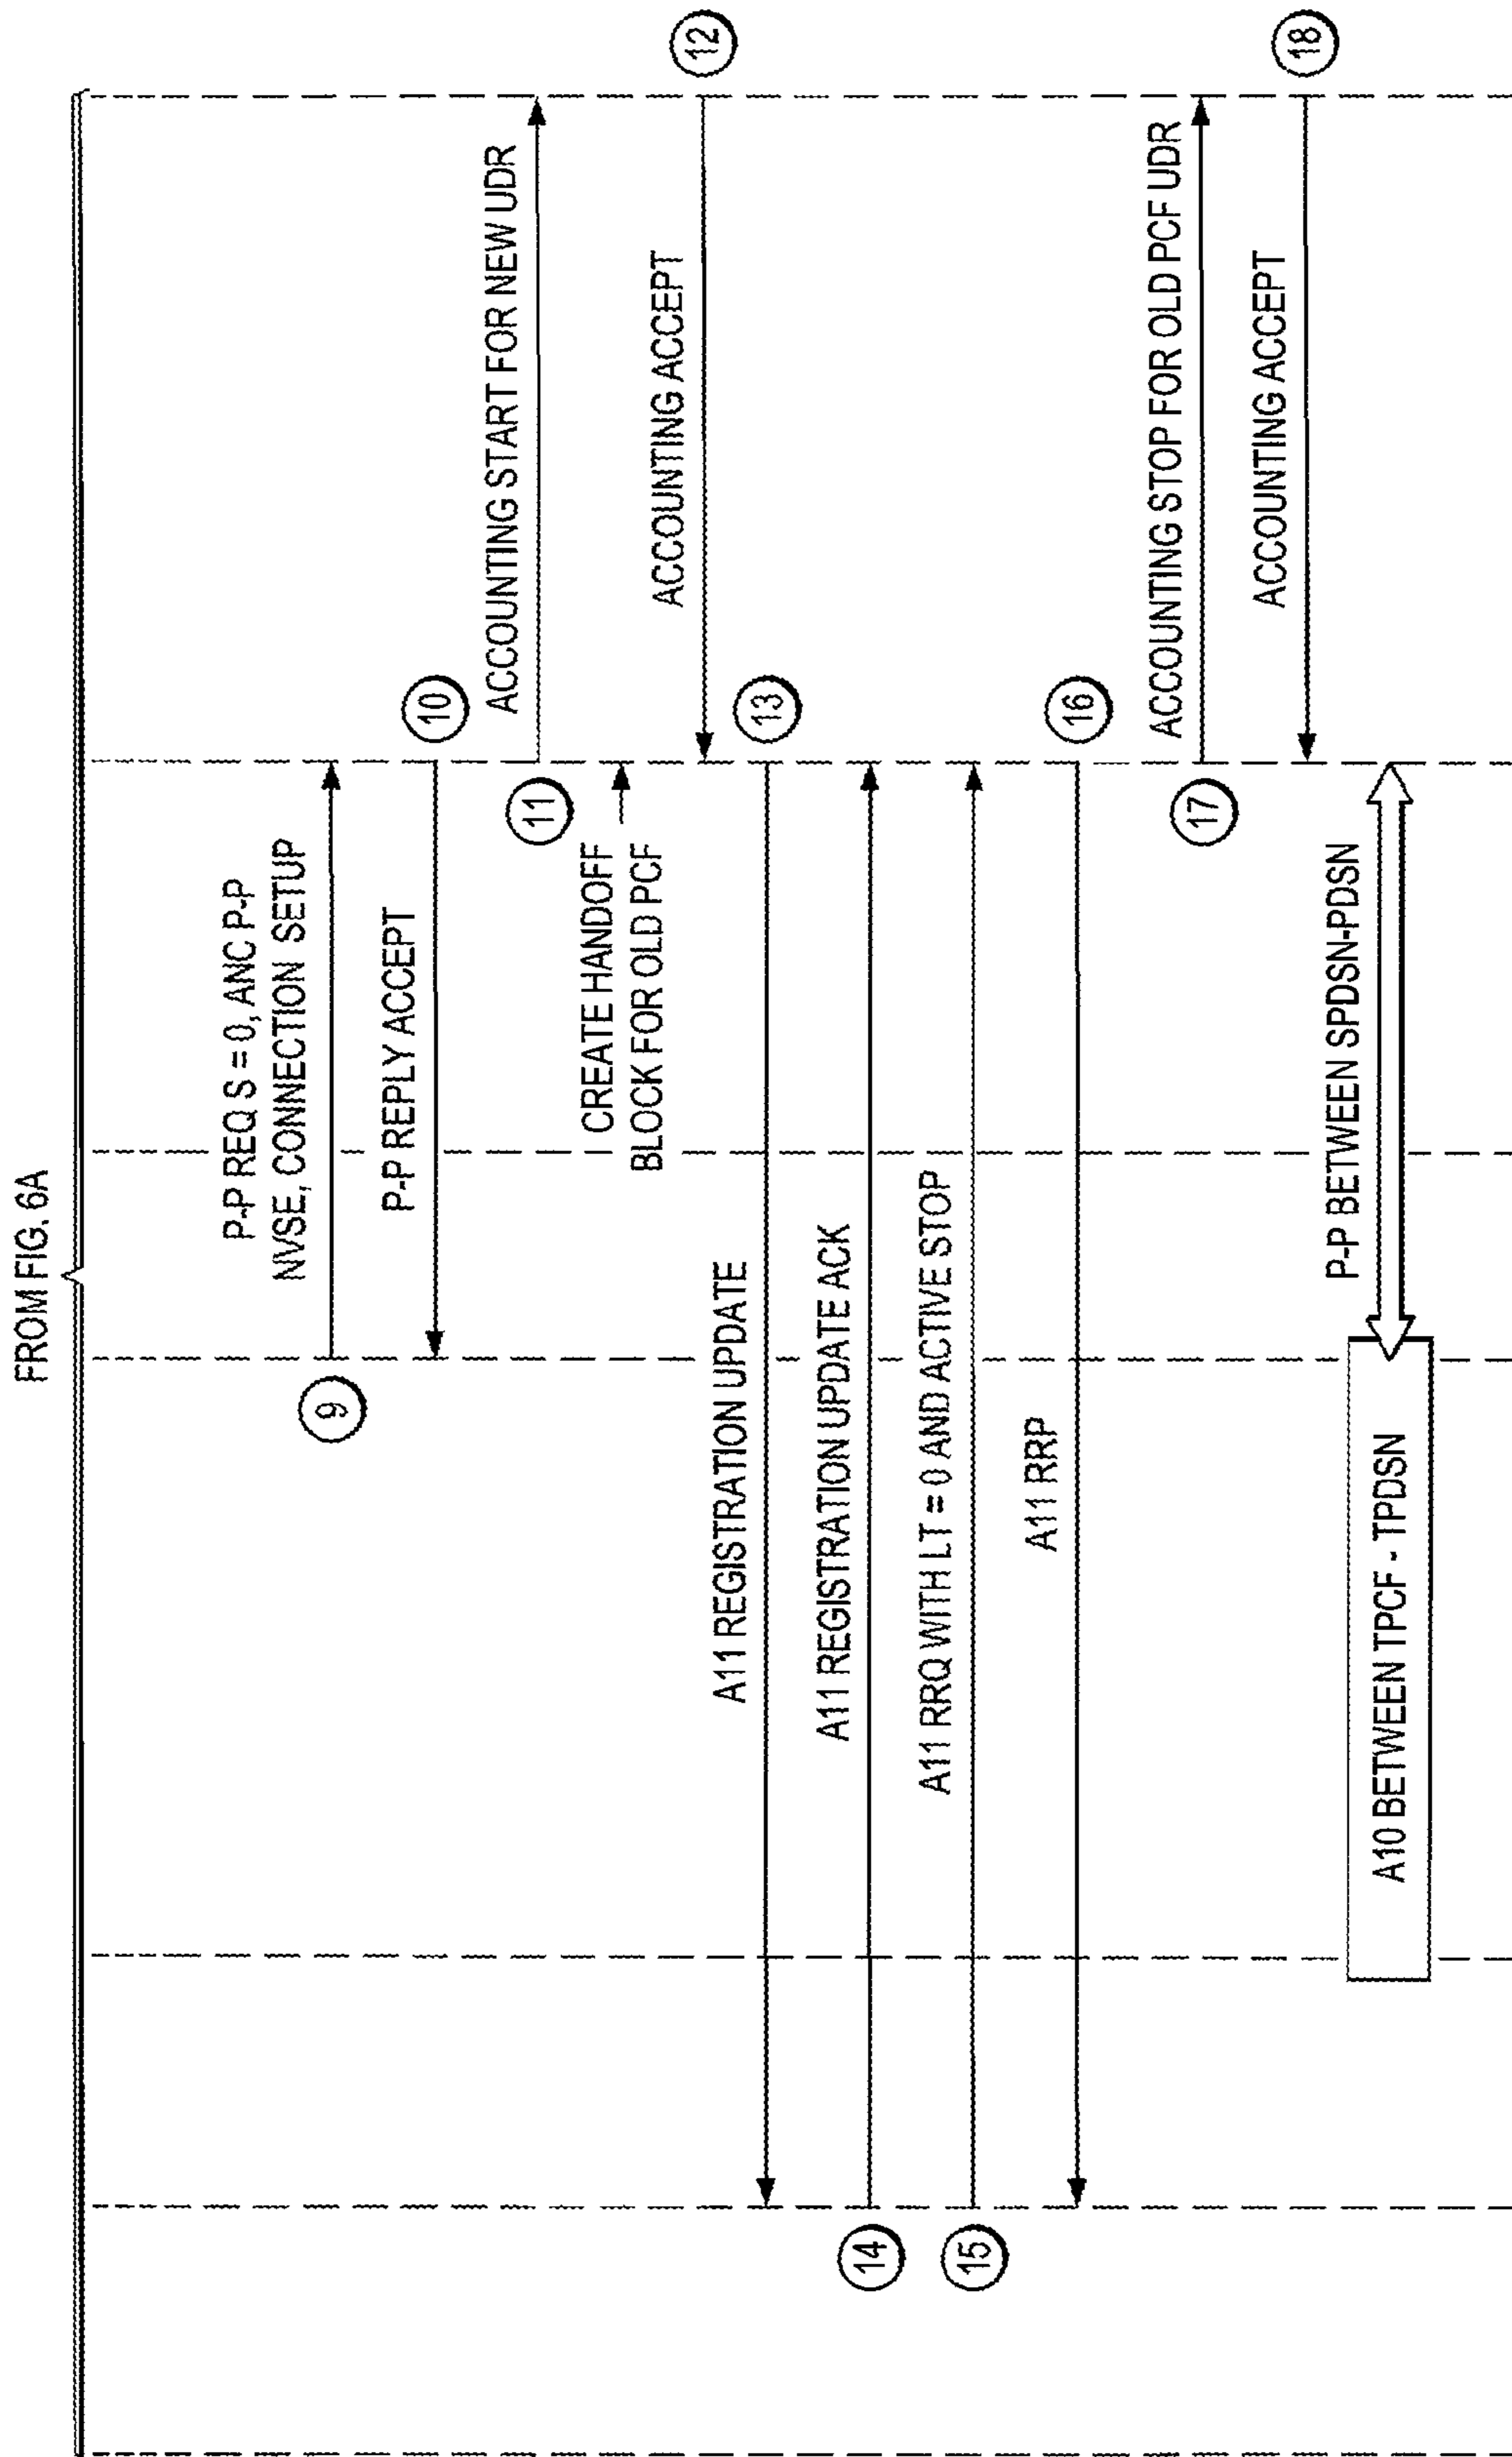 FROM FIG. 6A
P-P REQ S = 0, ANC P-P
NVSE, CONNECTION SETUP
9
P-P REPLY ACCEPT
10
ACCOUNTING START FOR NEW UDR
11
CREATE HANDOFF
BLOCK FOR OLD PCF
ACCOUNTING ACCEPT
12
A11 REGISTRATION UPDATE
13
A11 REGISTRATION UPDATE ACK
14
A11 RRQ WITH LT = 0 AND ACTIVE STOP
15
A11 RRP
16
ACCOUNTING STOP FOR OLD PCF UDR
17
ACCOUNTING ACCEPT
18
P-P BETWEEN SPDSN-PDSN
A10 BETWEEN TPCF - TPDSN